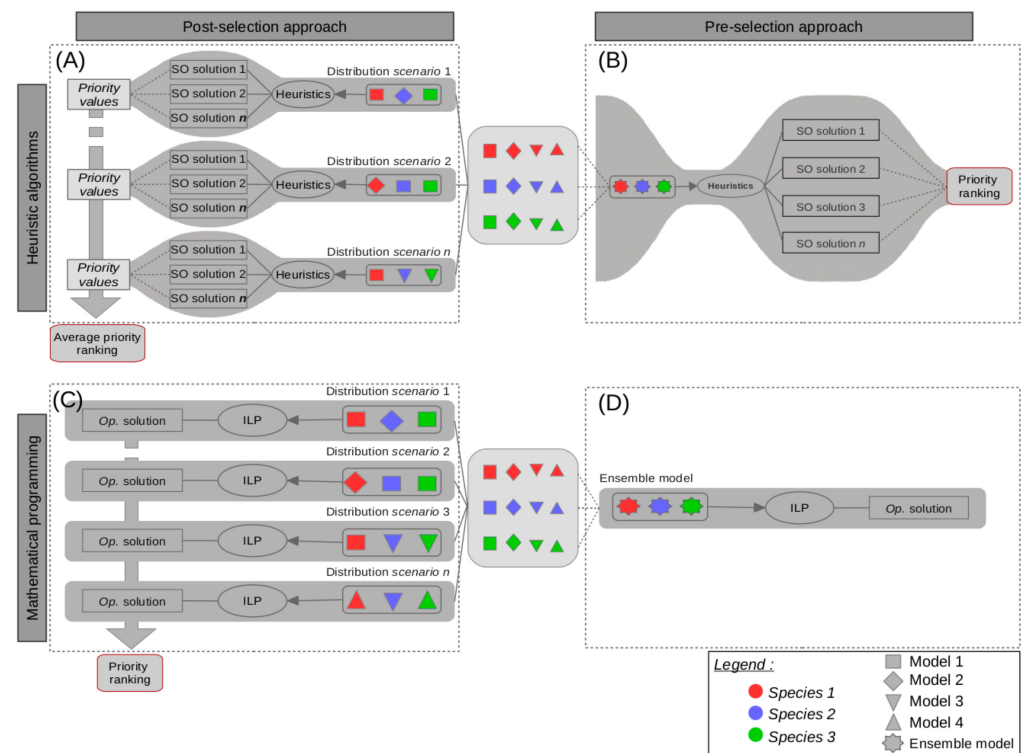 Post-selection approach
Pre-selection approach
Heuristic algorithms
(A)
Distribution scenario 1
Priority
values
SO solution 1
SO solution 2
SO solution n
Heuristics
Distribution scenario 2
Priority
values
SO solution 1
SO solution 2
SO solution n
Heuristics
Distribution scenario n
Priority
values
SO solution 1
SO solution 2
SO solution n
Heuristics
Average priority
ranking
(B)
Heuristics
SO solution 1
SO solution 2
SO solution 3
SO solution n
Priority
ranking
Mathematical programming
(C)
Distribution scenario 1
Op. solution
ILP
Distribution scenario 2
Op. solution
ILP
Distribution scenario 3
Op. solution
ILP
Distribution scenario n
Op. solution
ILP
Priority
ranking
(D)
Ensemble model
ILP
Op. solution
Legend :
Species 1
Species 2
Species 3
Model 1
Model 2
Model 3
Model 4
Ensemble model